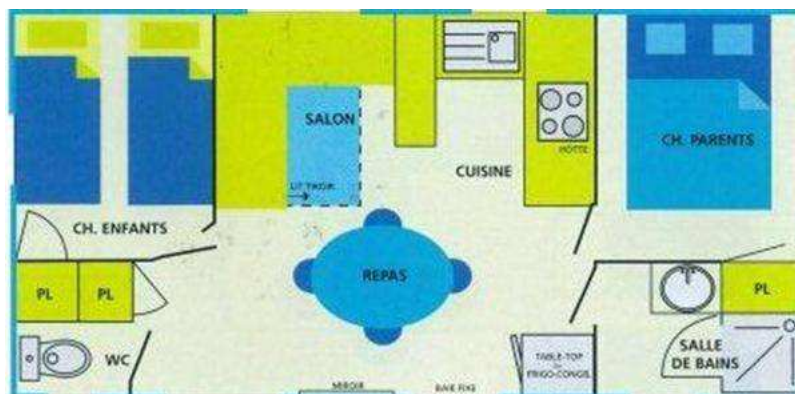 SALON
CUISINE
HOTTE
CH. PARENTS
LIT TIROIR
CH. ENFANTS
REPAS
PL
PL
PL
WC
SALLE
DE BAINS
TABLE-TOP
FRIGO-CONGEL
MIROIR
BAIE FIXE